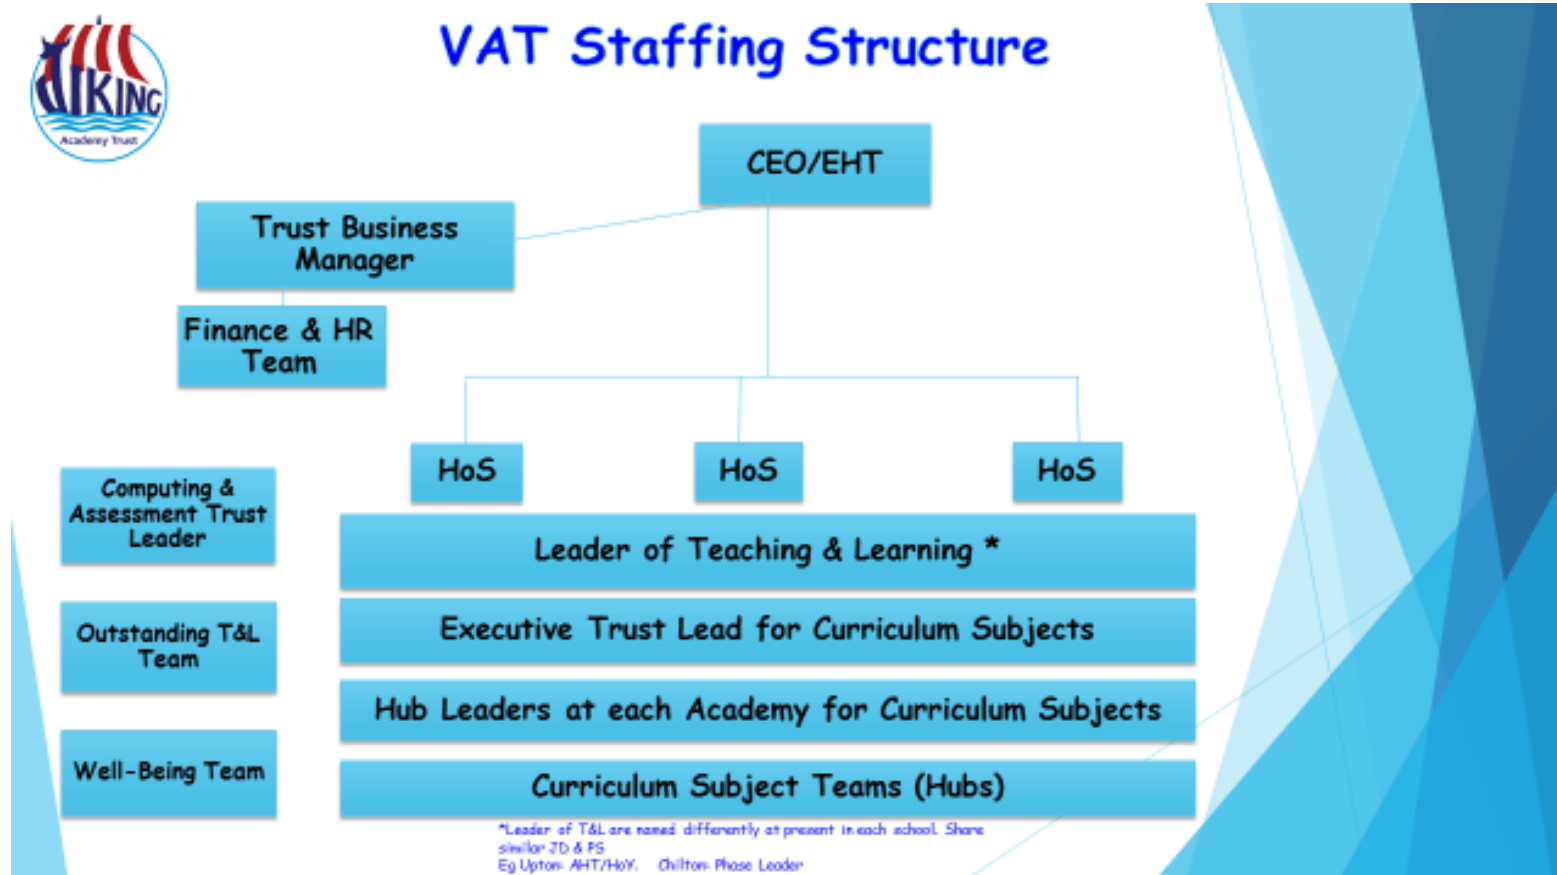 VIKING
Academy Trust
VAT Staffing Structure
CEO/EHT
Trust Business
Manager
Finance & HR
Team
HoS
HoS
HoS
Computing &
Assessment Trust
Leader
Outstanding T&L
Team
Well-Being Team
Leader of Teaching & Learning *
Executive Trust Lead for Curriculum Subjects
Hub Leaders at each Academy for Curriculum Subjects
Curriculum Subject Teams (Hubs)
*Leader of T&L are named differently at present in each school. Share
similar JD & PS
Eg Upton: AHT/HoY. Chilton: Phase Leader